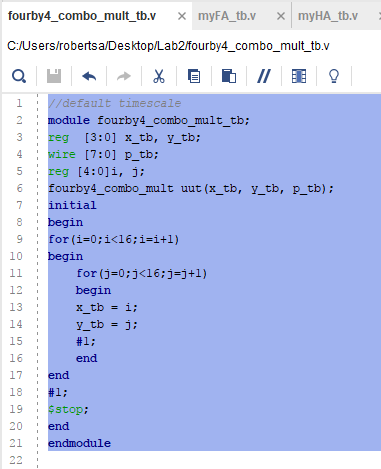 fourby4_combo_mult_tb.v × myFA_tb.v × myHA_tb.v ×
C:/Users/robertsa/Desktop/Lab2/fourby4_combo_mult_tb.v
1 //default timescale
2 module fourby4_combo_mult_tb;
3 reg  [3:0] x_tb, y_tb;
4 wire [7:0] p_tb;
5 reg [4:0]i, j;
6 fourby4_combo_mult uut(x_tb, y_tb, p_tb);
7 initial
8 begin
9 for(i=0;i<16;i=i+1)
10 begin
11     for(j=0;j<16;j=j+1)
12     begin
13     x_tb = i;
14     y_tb = j;
15     #1;
16     end
17 end
18 #1;
19 $stop;
20 end
21 endmodule
22